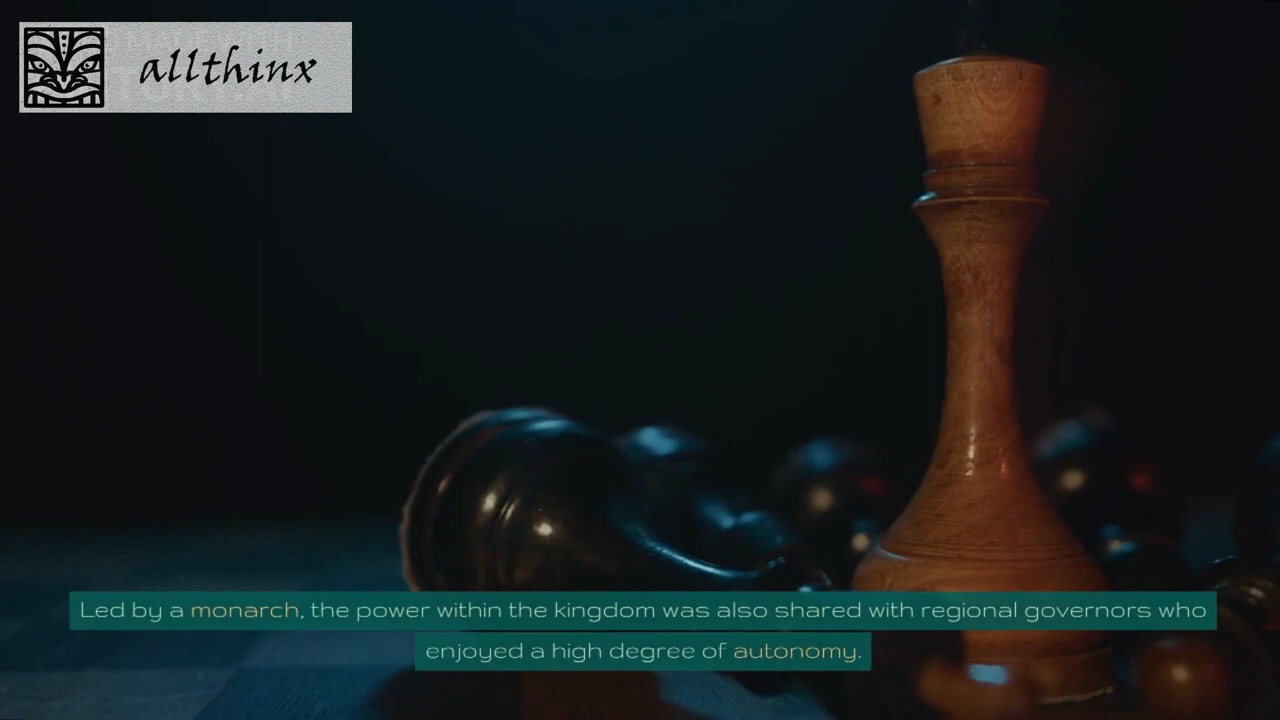 allthinx
Led by a monarch, the power within the kingdom was also shared with regional governors who
enjoyed a high degree of autonomy.